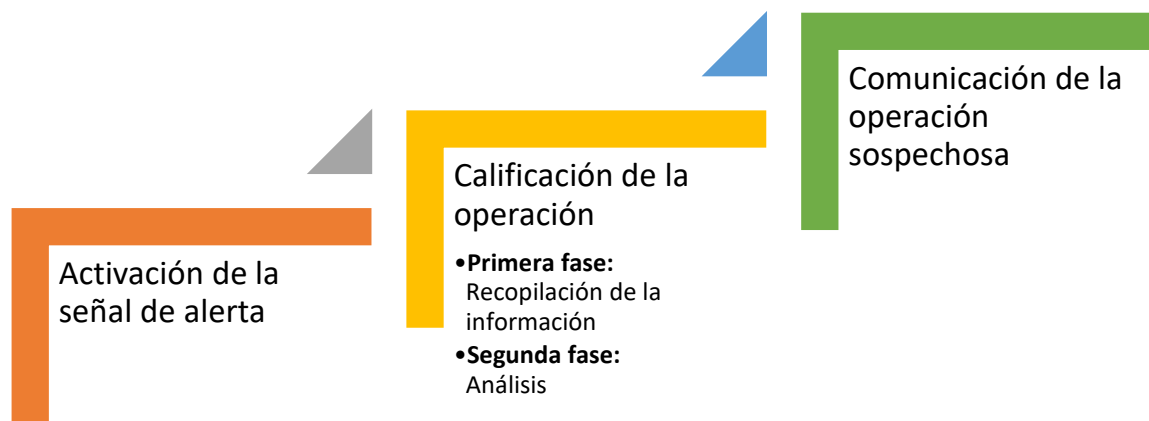 Activación de la
señal de alerta
Calificación de la
operación
•Primera fase:
Recopilación de la
información
•Segunda fase:
Análisis
Comunicación de la
operación
sospechosa